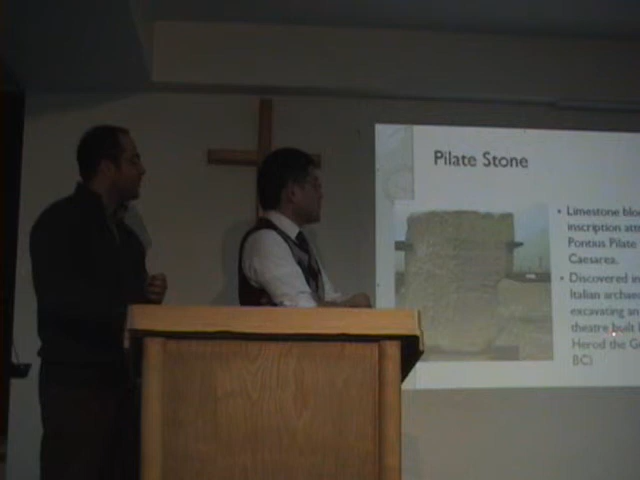 Pilate Stone
• Limestone blo
inscription att
Pontius Pilate
Caesarea.
• Discovered in
Italian archae
excavating an
theatre built
Herod the G
BC)